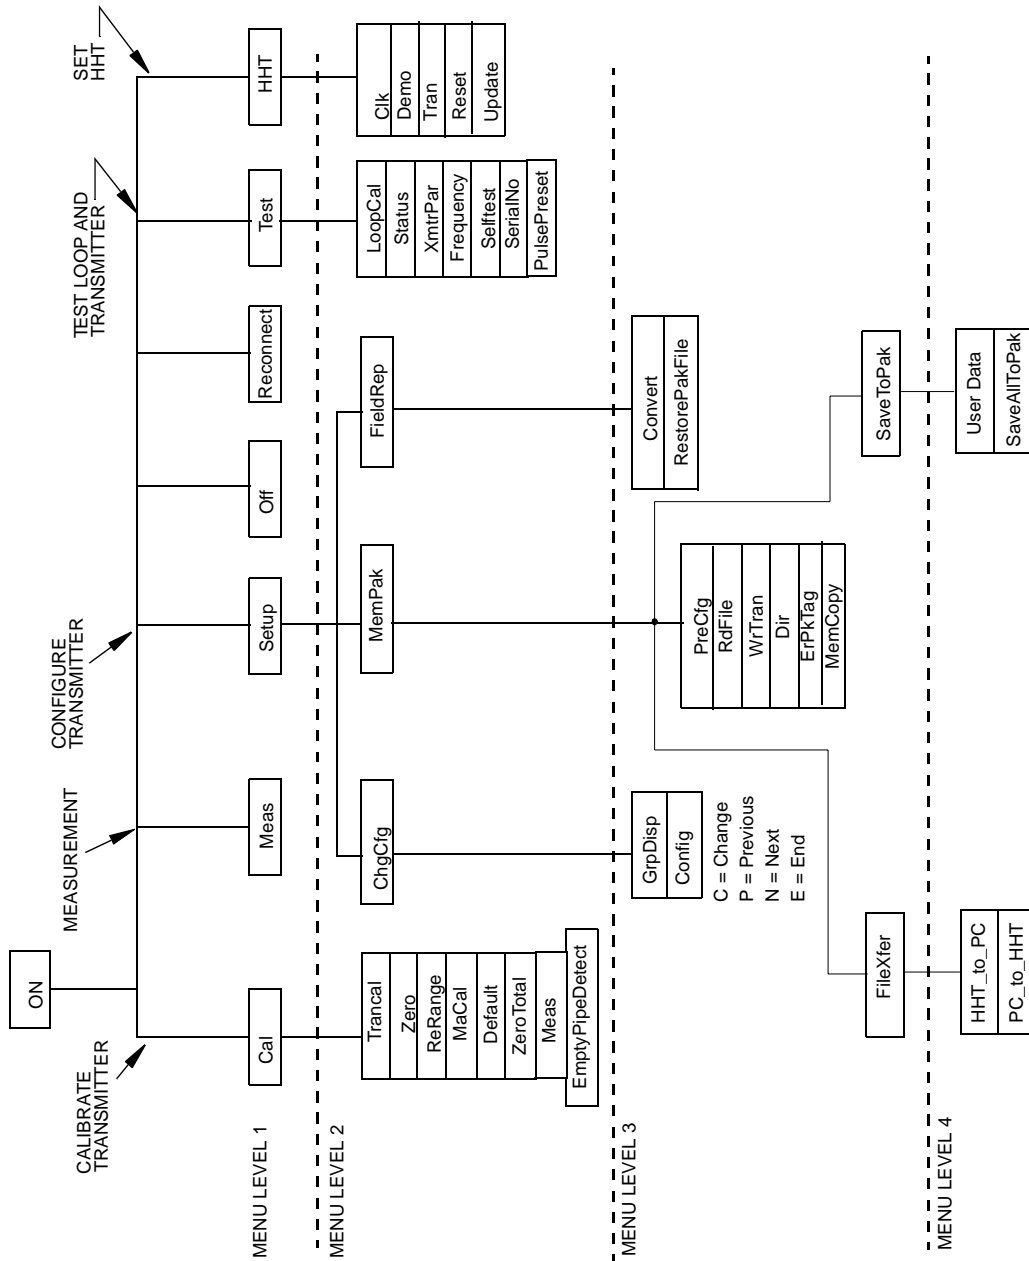 ON
CALIBRATE
TRANSMITTER
MEASUREMENT
CONFIGURE
TRANSMITTER
TEST LOOP AND
TRANSMITTER
SET
HHT
MENU LEVEL 1
Cal
Meas
Setup
Off
Reconnect
Test
HHT
MENU LEVEL 2
Trancal
Zero
ReRange
MaCal
Default
ZeroTotal
Meas
EmptyPipeDetect
ChgCfg
MemPak
FieldRep
LoopCal
Status
XmtrPar
Frequency
Selftest
SerialNo
PulsePreset
Clk
Demo
Tran
Reset
Update
MENU LEVEL 3
GrpDisp
Config
C = Change
P = Previous
N = Next
E = End
PreCfg
RdFile
WrTran
Dir
ErPkTag
MemCopy
Convert
RestorePakFile
FileXfer
SaveToPak
MENU LEVEL 4
HHT_to_PC
PC_to_HHT
User Data
SaveAllToPak